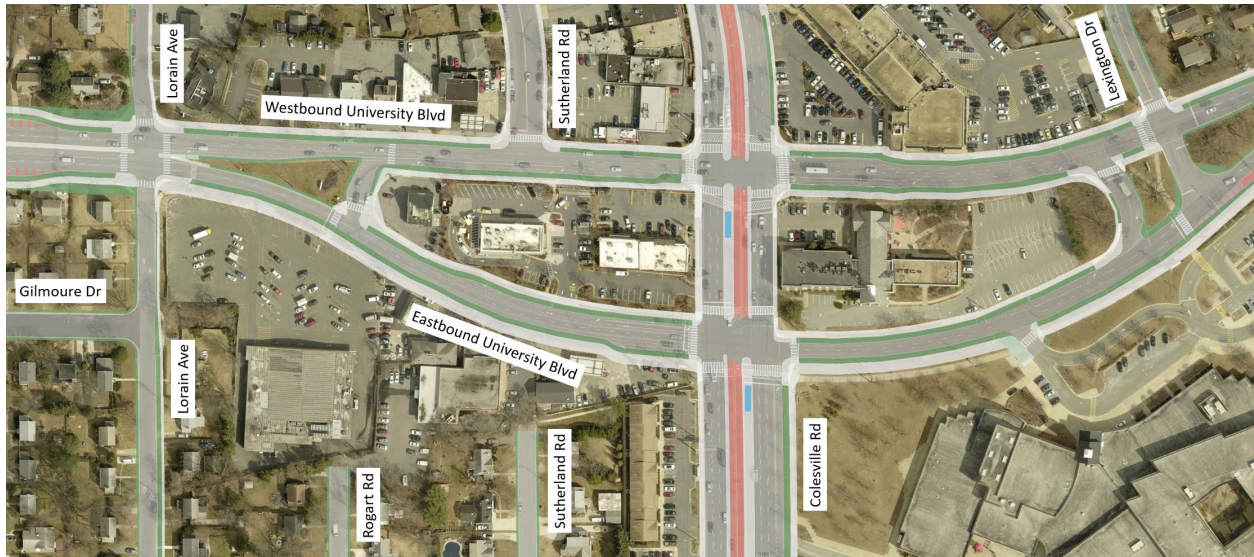 Lorain Ave
Westbound University Blvd
Sutherland Rd
Lexington Dr
Gilmoure Dr
Eastbound University Blvd
Lorain Ave
Rogart Rd
Sutherland Rd
Colesville Rd